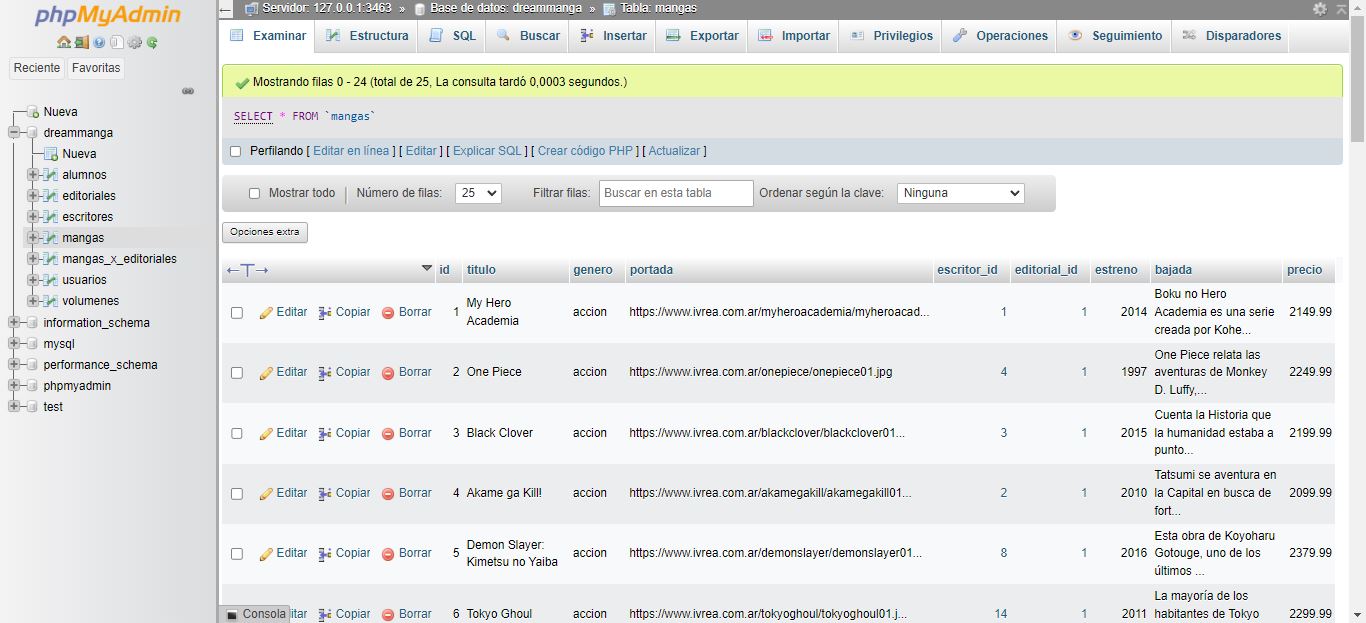 phpMyAdmin
Reciente Favoritas
Nueva
dreammanga
Nueva
alumnos
editoriales
escritores
mangas
mangas_x_editoriales
usuarios
volumenes
information_schema
mysql
performance_schema
phpmyadmin
test
Servidor: 127.0.0.1:3463 » Base de datos: dreammanga » Tabla: mangas
Examinar Estructura SQL Buscar Insertar Exportar Importar Privilegios Operaciones Seguimiento Disparadores
Mostrando filas 0 - 24 (total de 25, La consulta tardó 0,0003 segundos.)
SELECT * FROM `mangas`
Perfilando [ Editar en línea ] [ Editar ] [ Explicar SQL ] [ Crear código PHP ] [ Actualizar ]
Mostrar todo Número de filas: 25 Filtrar filas: Buscar en esta tabla Ordenar según la clave: Ninguna
Opciones extra
←T→ id titulo genero portada escritor_id editorial_id estreno bajada precio
Editar Copiar Borrar 1 My Hero
Academia accion https://www.ivrea.com.ar/myheroacademia/myheroacad... 1 1 2014 Boku no Hero
Academia es una serie
creada por Kohe... 2149.99
Editar Copiar Borrar 2 One Piece accion https://www.ivrea.com.ar/onepiece/onepiece01.jpg 4 1 1997 One Piece relata las
aventuras de Monkey
D. Luffy,... 2249.99
Editar Copiar Borrar 3 Black Clover accion https://www.ivrea.com.ar/blackclover/blackclover01... 3 1 2015 Cuenta la Historia que
la humanidad estaba a
punto... 2199.99
Editar Copiar Borrar 4 Akame ga Kill! accion https://www.ivrea.com.ar/akamegakill/akamegakill01... 2 1 2010 Tatsumi se aventura en
la Capital en busca de
fort... 2099.99
Editar Copiar Borrar 5 Demon Slayer:
Kimetsu no Yaiba accion https://www.ivrea.com.ar/demonslayer/demonslayer01... 8 1 2016 Esta obra de Koyoharu
Gotouge, uno de los
últimos ... 2379.99
Consola itar Copiar Borrar 6 Tokyo Ghoul accion https://www.ivrea.com.ar/tokyoghoul/tokyoghoul01.j... 14 1 2011 La mayoría de los
habitantes de Tokyo 2299.99